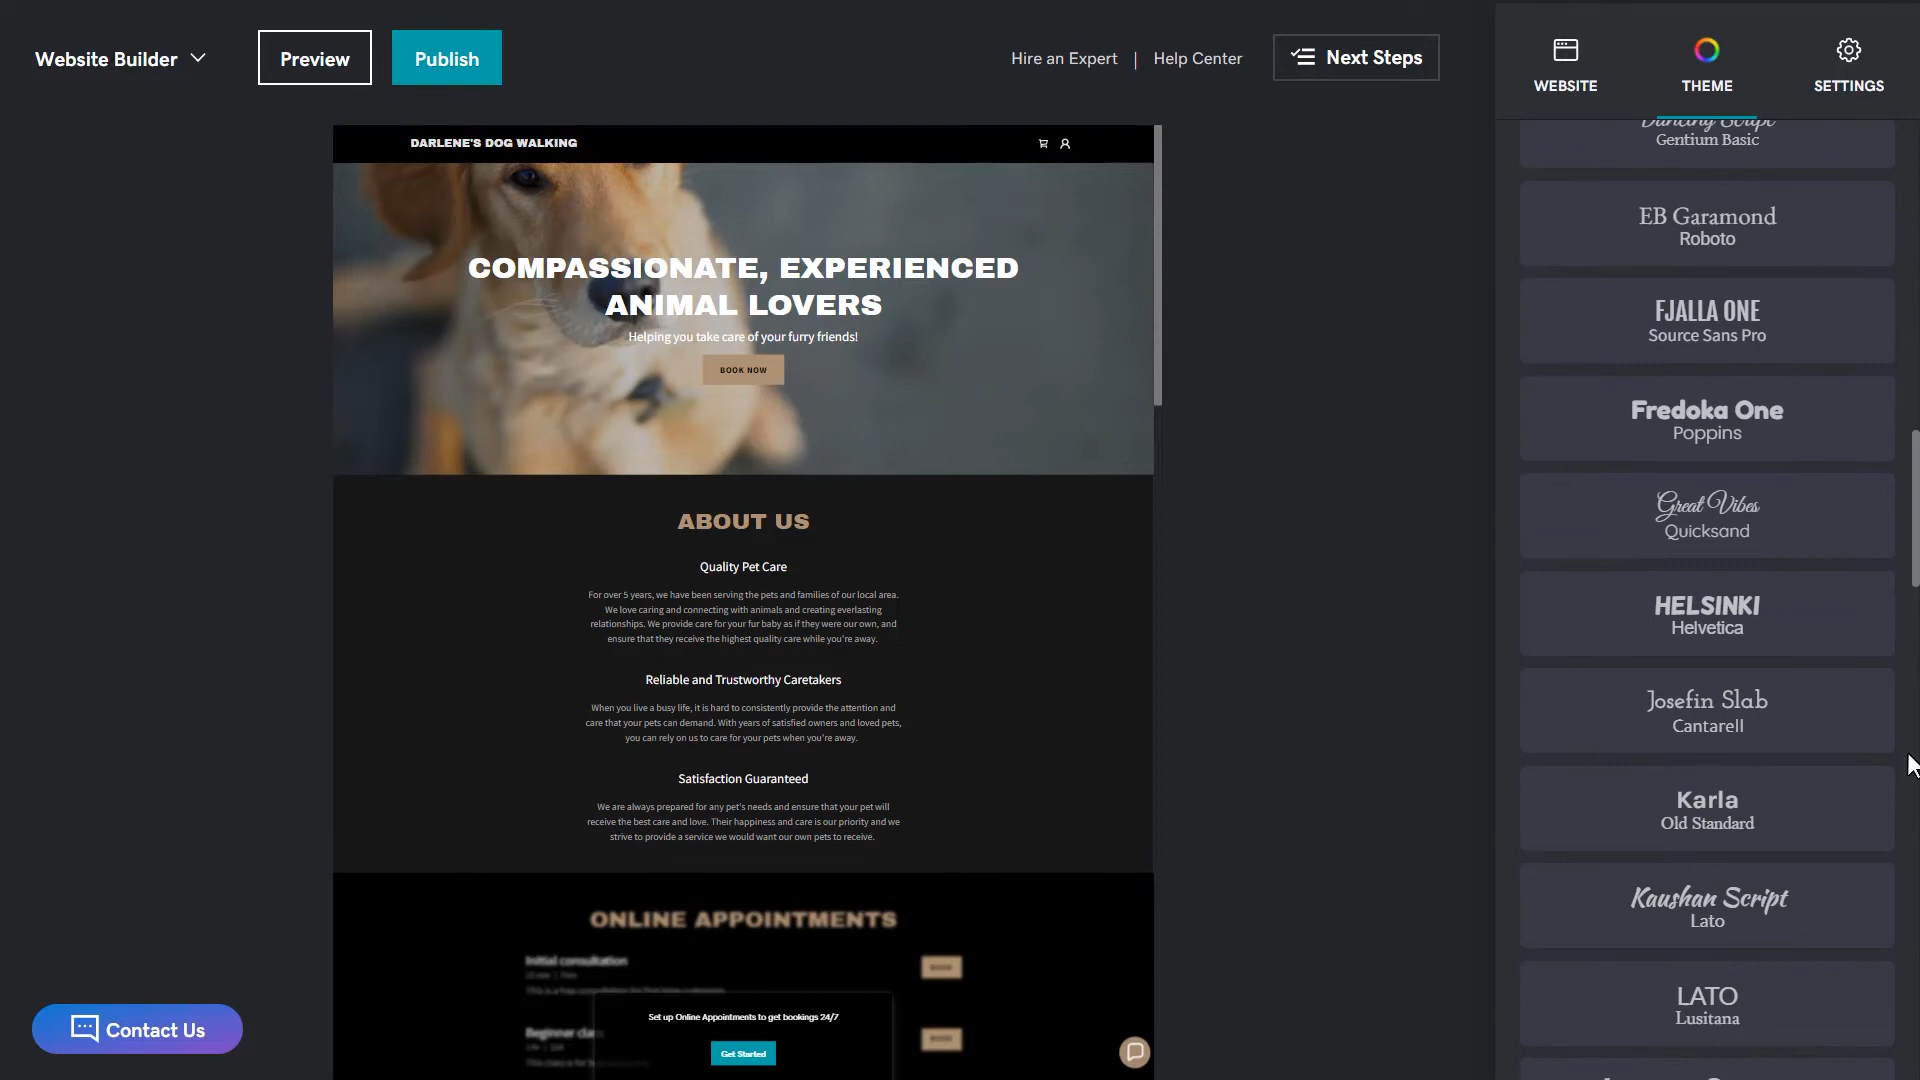 Website Builder
Preview
Publish
Hire an Expert | Help Center
Next Steps
WEBSITE
THEME
SETTINGS
DARLENE'S DOG WALKING
COMPASSIONATE, EXPERIENCED
ANIMAL LOVERS
Helping you take care of your furry friends!
BOOK NOW
ABOUT US
Quality Pet Care
For over 5 years, we have been serving the pets and families of our local area.
We love caring and connecting with animals and creating everlasting
relationships. We provide care for your fur baby as if they were our own, and
ensure that they receive the highest quality care while you're away.
Reliable and Trustworthy Caretakers
When you live a busy life, it is hard to consistently provide the attention and
care that your pets can demand. With years of satisfied owners and loved pets,
you can rely on us to care for your pets when you're away.
Satisfaction Guaranteed
We are always prepared for any pet's needs and ensure that your pet will
receive the best care and love. Their happiness and care is our priority and we
strive to provide a service we would want our own pets to receive.
ONLINE APPOINTMENTS
Initial consultation
BOOK
Beginner
BOOK
Set up Online Appointments to get bookings 24/7
Get Started
Contact Us
Dancing Script
Gentium Basic
EB Garamond
Roboto
FJALLA ONE
Source Sans Pro
Fredoka One
Poppins
Great Vibes
Quicksand
HELSINKI
Helvetica
Josefin Slab
Cantarell
Karla
Old Standard
Kaushan Script
Lato
LATO
Lusitana